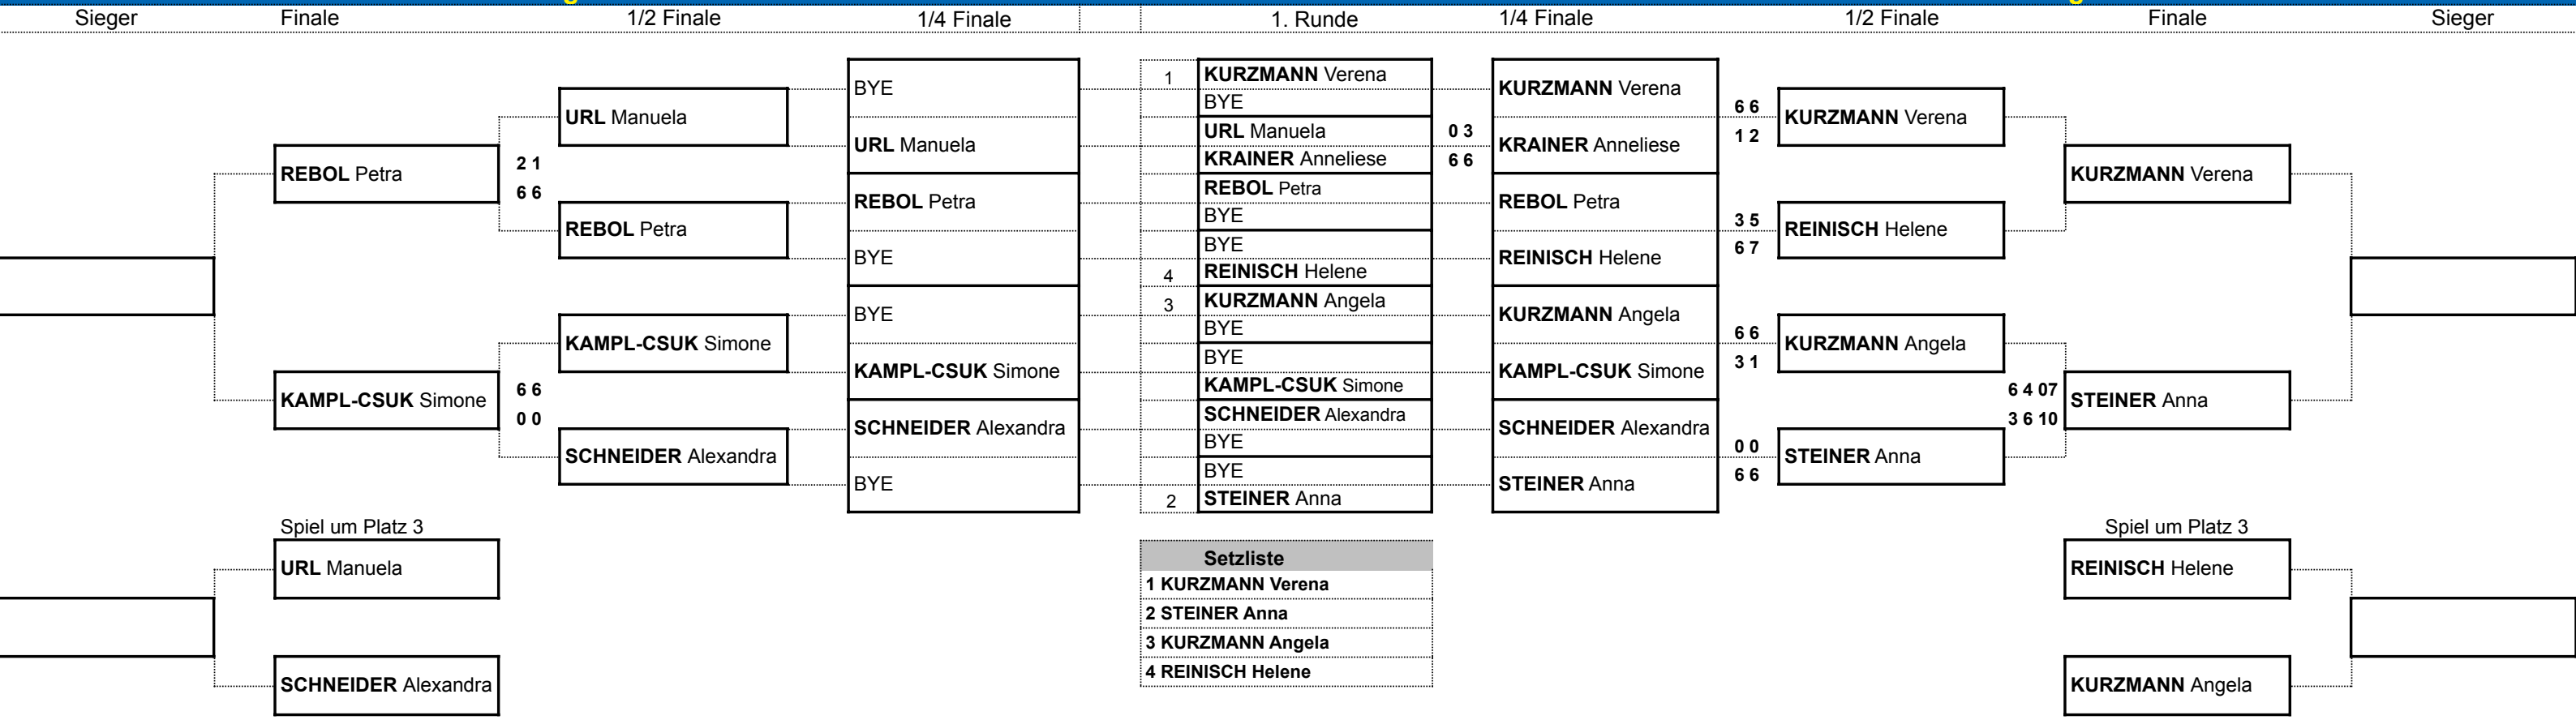 Sieger Finale 1/2 Finale 1/4 Finale 1. Runde 1/4 Finale 1/2 Finale Finale Sieger
1 KURZMANN Verena
BYE
URL Manuela 0 3
KRAINER Anneliese 6 6
REBOL Petra
BYE
BYE
4 REINISCH Helene
3 KURZMANN Angela
BYE
BYE
KAMPL-CSUK Simone
SCHNEIDER Alexandra
BYE
BYE
2 STEINER Anna
BYE
URL Manuela
REBOL Petra
BYE
BYE
KAMPL-CSUK Simone
SCHNEIDER Alexandra
BYE
URL Manuela
2 1
6 6
REBOL Petra
KAMPL-CSUK Simone
6 6
0 0
SCHNEIDER Alexandra
REBOL Petra
KAMPL-CSUK Simone
Spiel um Platz 3
URL Manuela
SCHNEIDER Alexandra
KURZMANN Verena
6 6
1 2
KRAINER Anneliese
REBOL Petra
3 5
6 7
REINISCH Helene
KURZMANN Angela
6 6
3 1
KAMPL-CSUK Simone
SCHNEIDER Alexandra
0 0
6 6
STEINER Anna
KURZMANN Verena
REINISCH Helene
KURZMANN Angela
6 4 07
3 6 10
STEINER Anna
KURZMANN Verena
STEINER Anna
Spiel um Platz 3
REINISCH Helene
KURZMANN Angela
Setzliste
1 KURZMANN Verena
2 STEINER Anna
3 KURZMANN Angela
4 REINISCH Helene